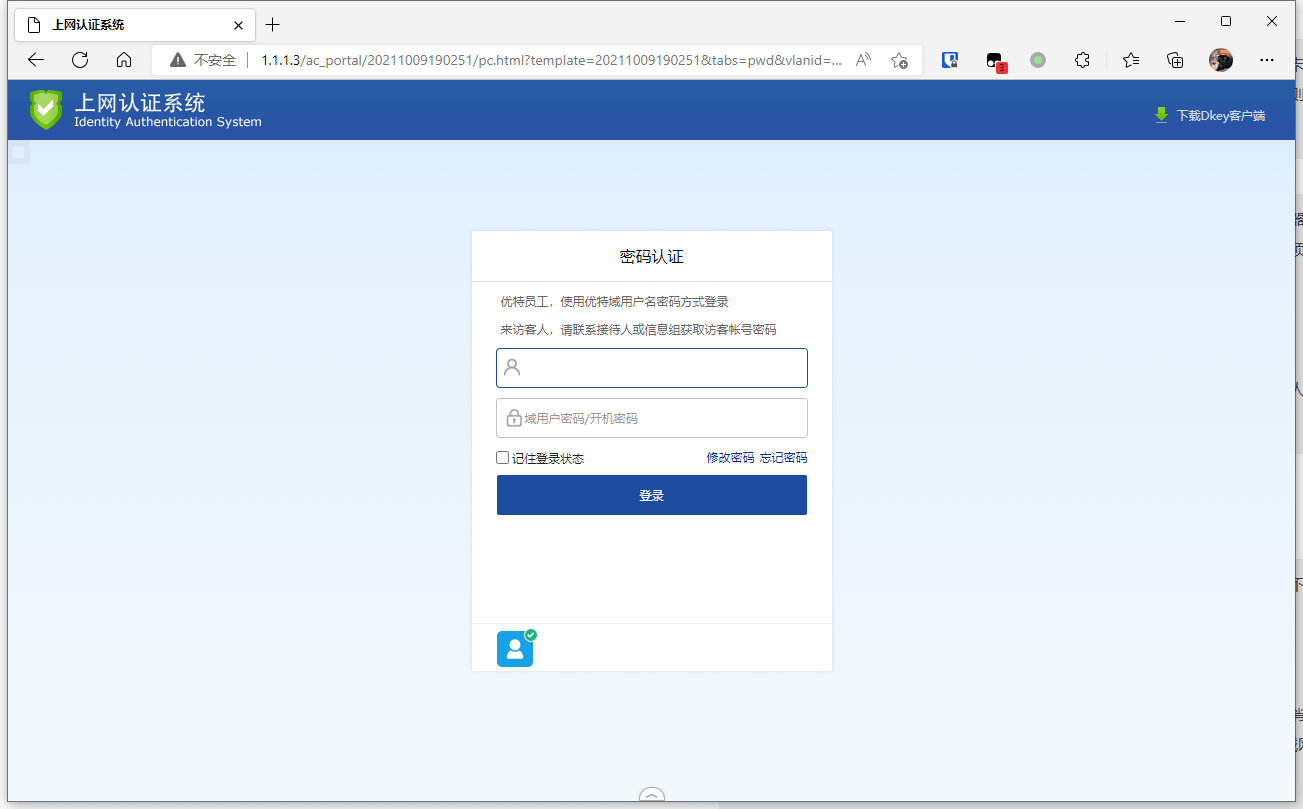 上网认证系统
不安全
1.1.1.3/ac_portal/20211009190251/pc.html?template=20211009190251&tabs=pwd&vlanid=...
3
上网认证系统
Identity Authentication System
下载Dkey客户端
密码认证
优特员工，使用优特域用户名密码方式登录
来访客人，请联系接待人或信息组获取访客帐号密码
域用户密码/开机密码
记住登录状态
修改密码 忘记密码
登录